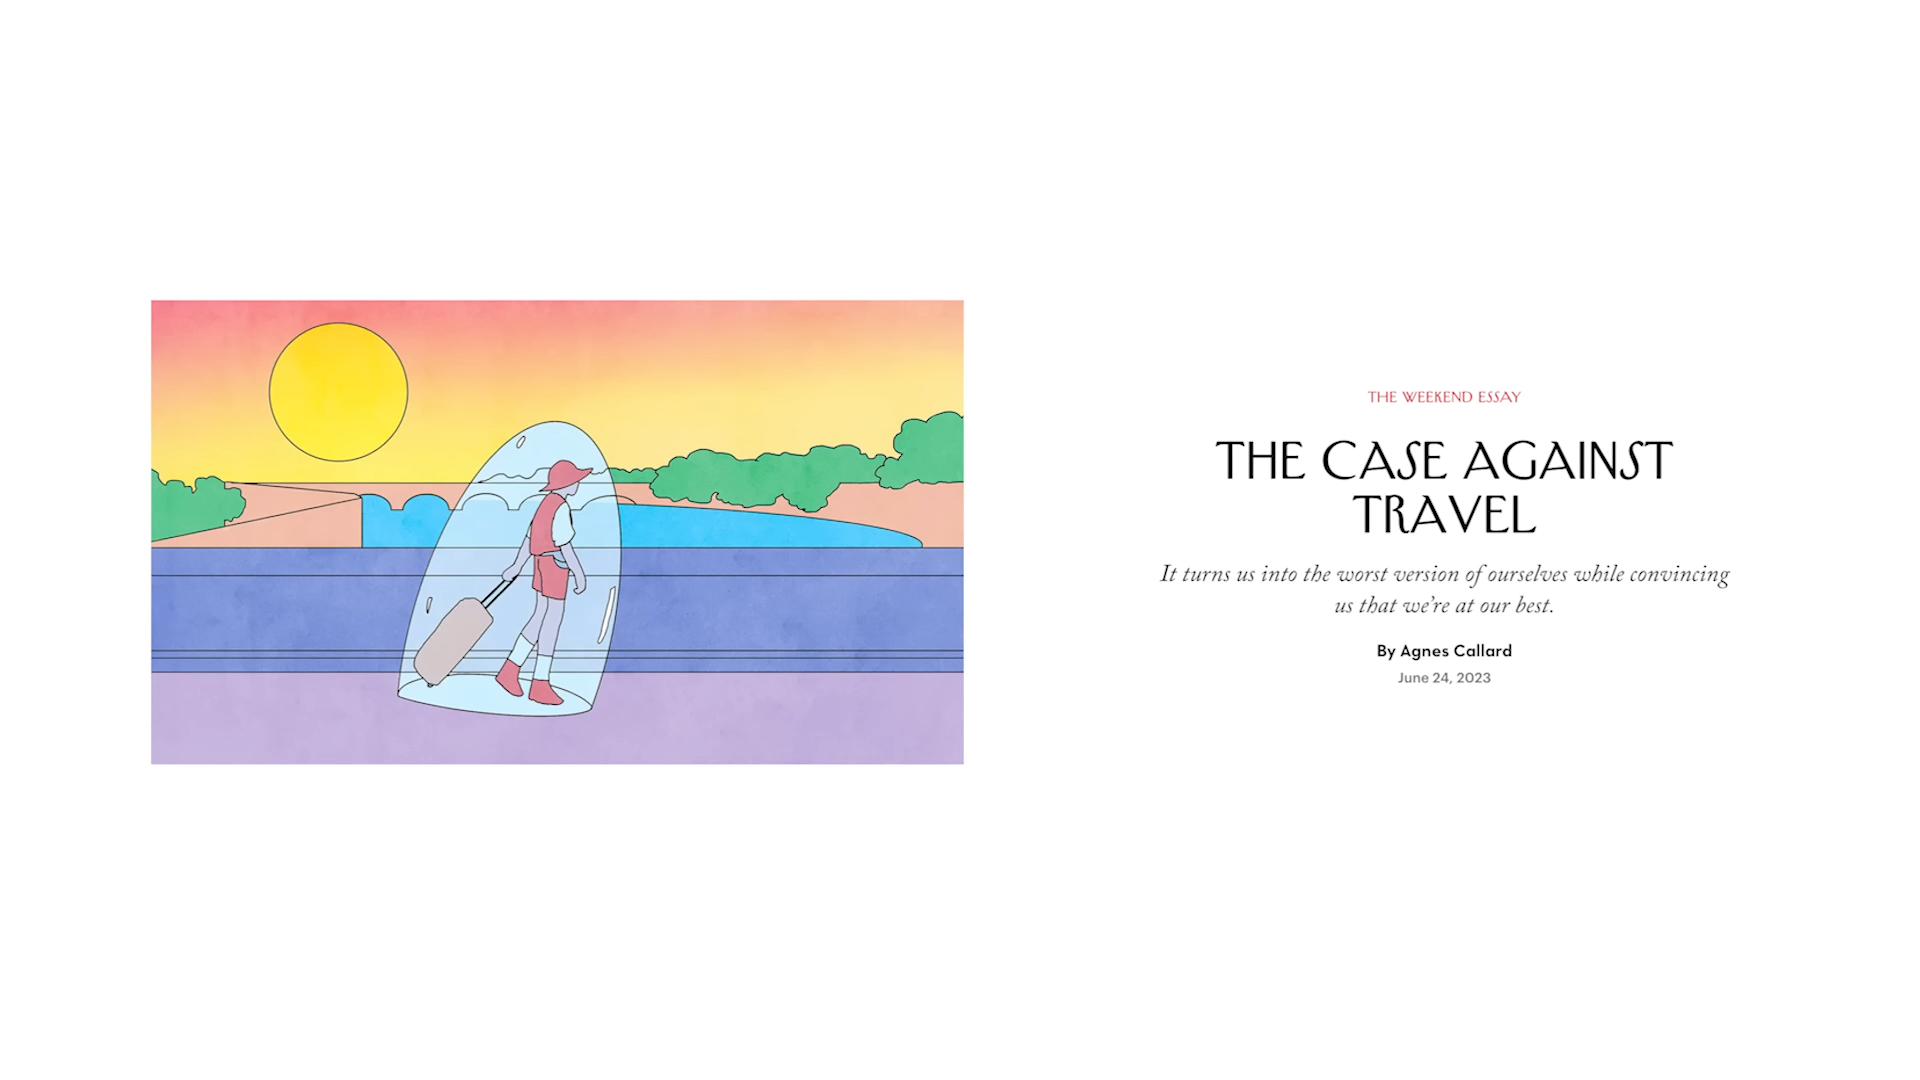 THE WEEKEND ESSAY
THE CASE AGAINST
TRAVEL
It turns us into the worst version of ourselves while convincing
us that we're at our best.
By Agnes Callard
June 24, 2023